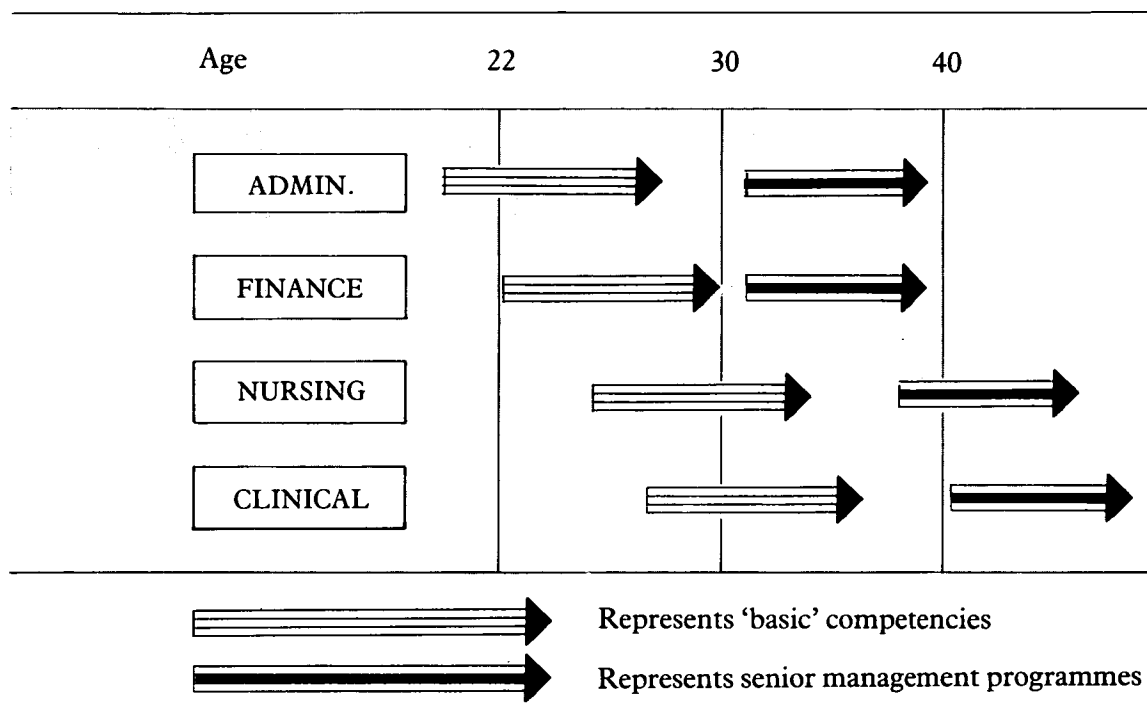 Age 22 30 40
ADMIN.
FINANCE
NURSING
CLINICAL
Represents ‘basic’ competencies
Represents senior management programmes